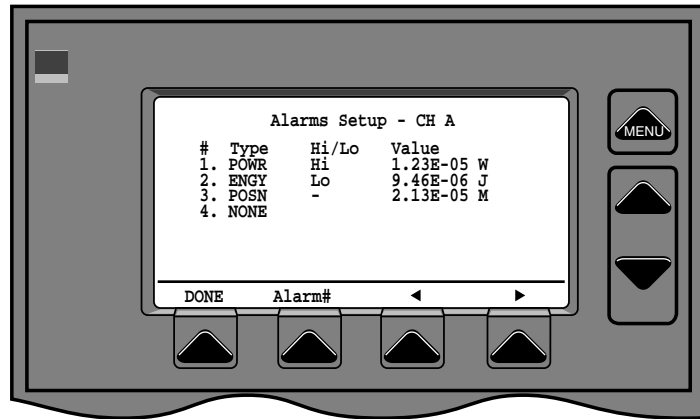 Alarms Setup - CH A
# Type Hi/Lo Value
1. POWR Hi 1.23E-05 W
2. ENGY Lo 9.46E-06 J
3. POSN - 2.13E-05 M
4. NONE
DONE Alarm# ◄ ►
MENU